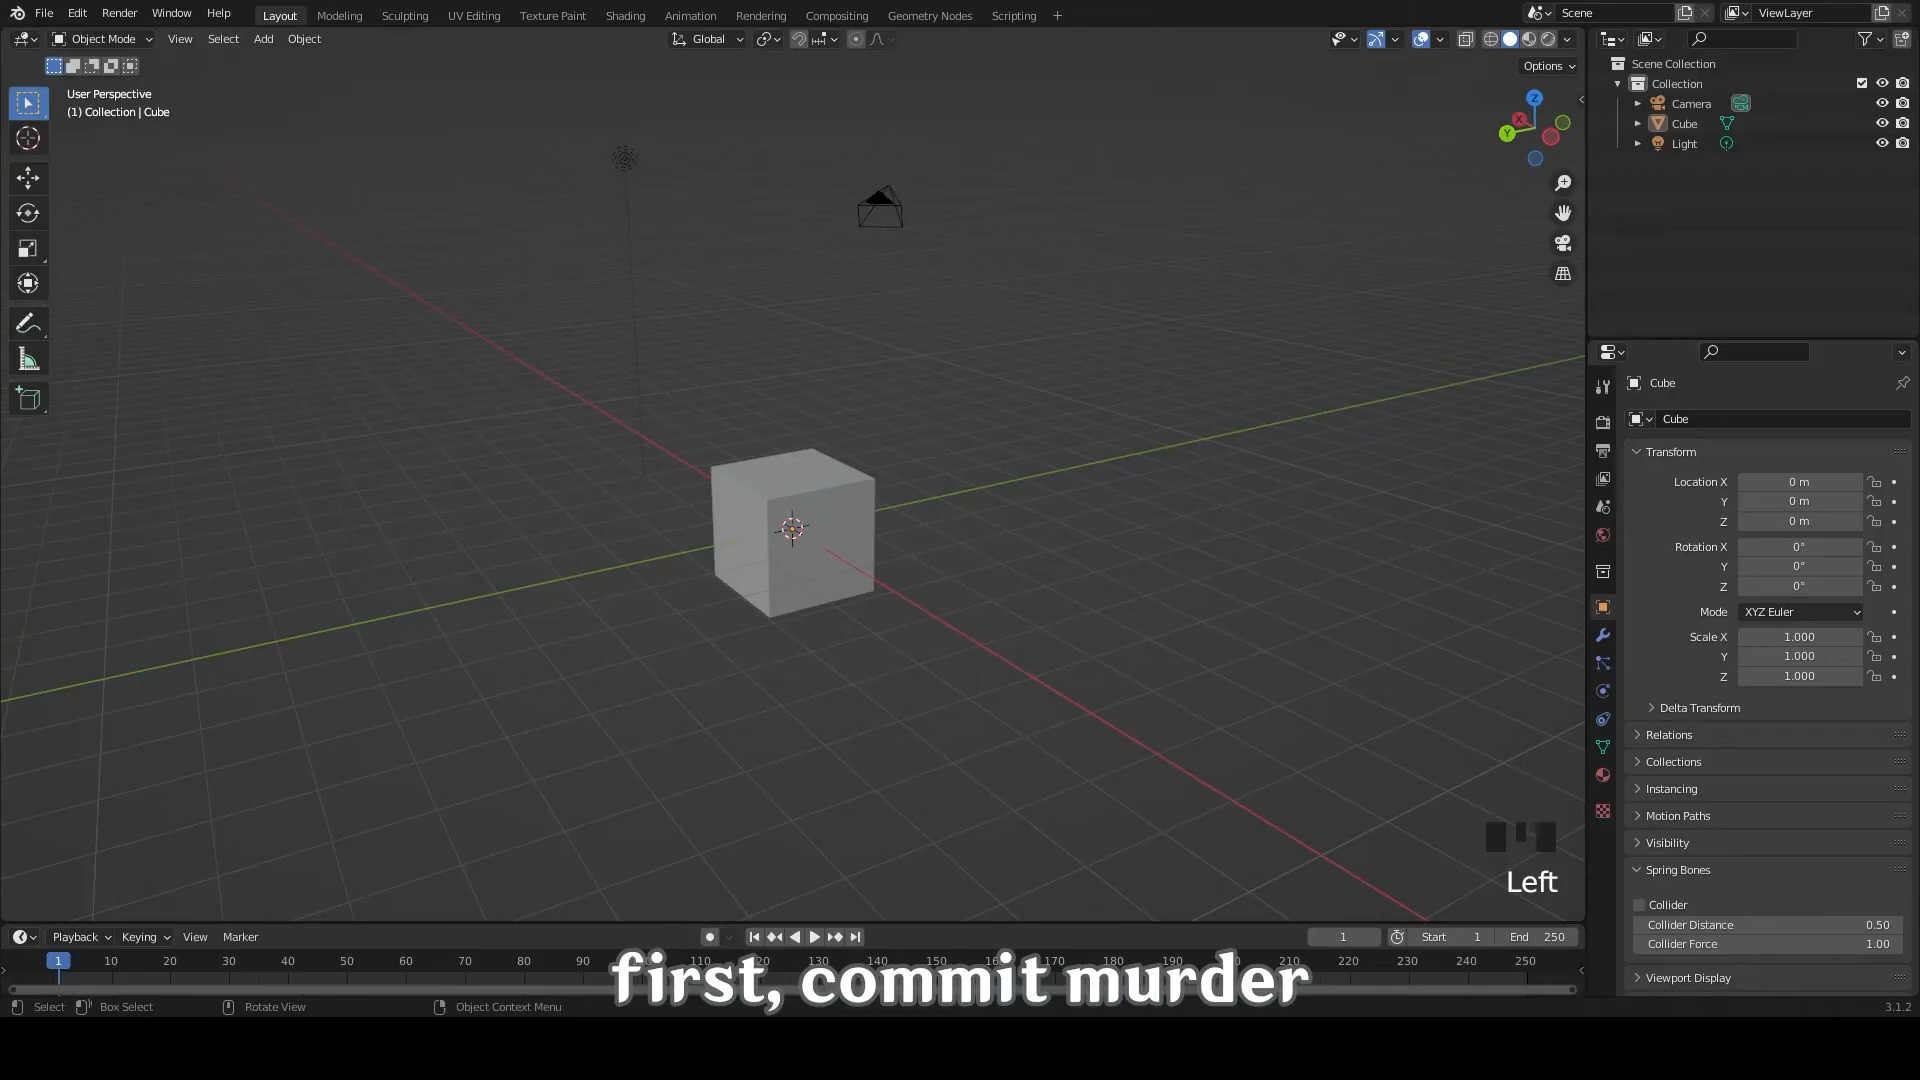 File Edit Render Window Help Layout Modeling Sculpting UV Editing Texture Paint Shading Animation Rendering Compositing Geometry Nodes Scripting + Scene ViewLayer
Object Mode View Select Add Object Global
Options
User Perspective
(1) Collection | Cube
Z
X
Y
Scene Collection
Collection
Camera
Cube
Light
Cube
Cube
Transform
Location X 0 m
Y 0 m
Z 0 m
Rotation X 0°
Y 0°
Z 0°
Mode XYZ Euler
Scale X 1.000
Y 1.000
Z 1.000
Delta Transform
Relations
Collections
Instancing
Motion Paths
Visibility
Spring Bones
Collider
Collider Distance 0.50
Collider Force 1.00
Viewport Display
Left
Playback Keying View Marker 1 Start 1 End 250
1 10 20 30 40 50 60 70 80 90 120 130 140 150 160 170 180 190 200 210 220 230 240 250
first, commit murder
Select Box Select Rotate View Object Context Menu 3.1.2